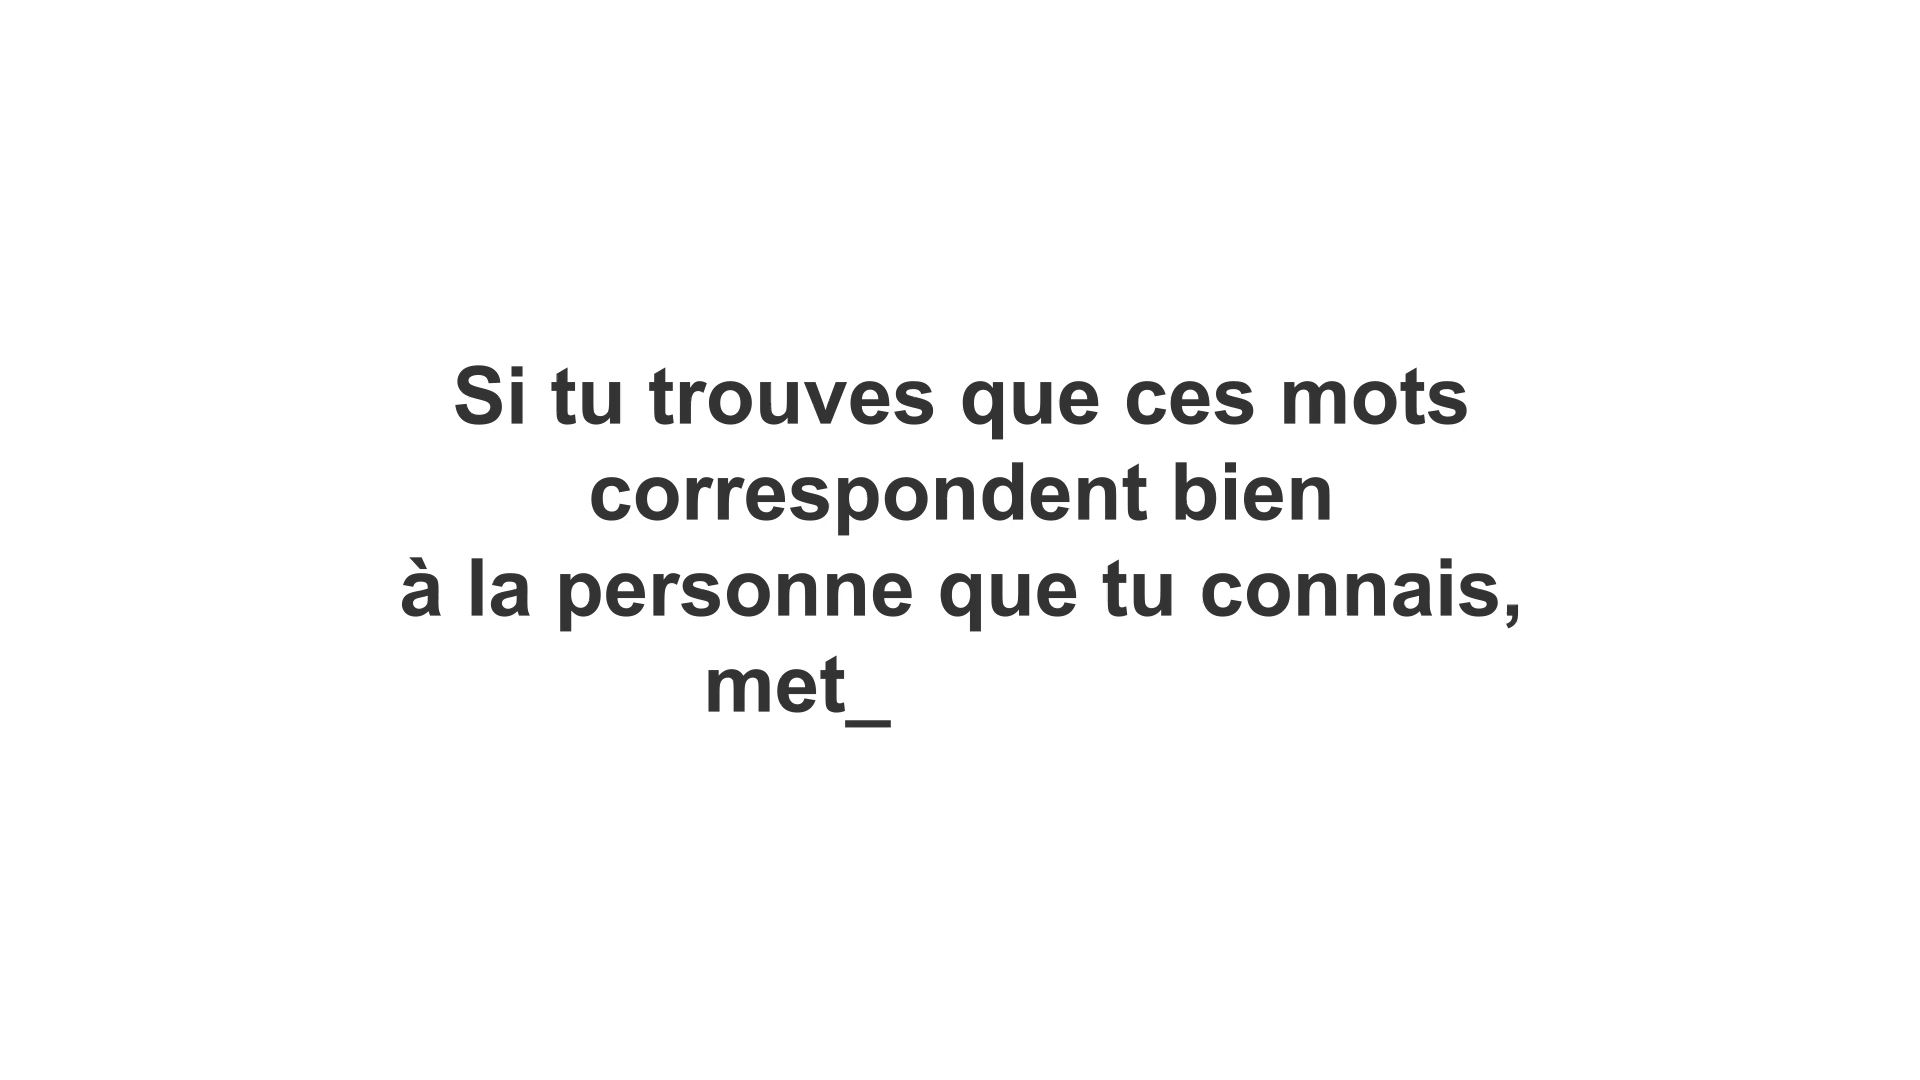 Si tu trouves que ces mots
correspondent bien
à la personne que tu connais,
met_